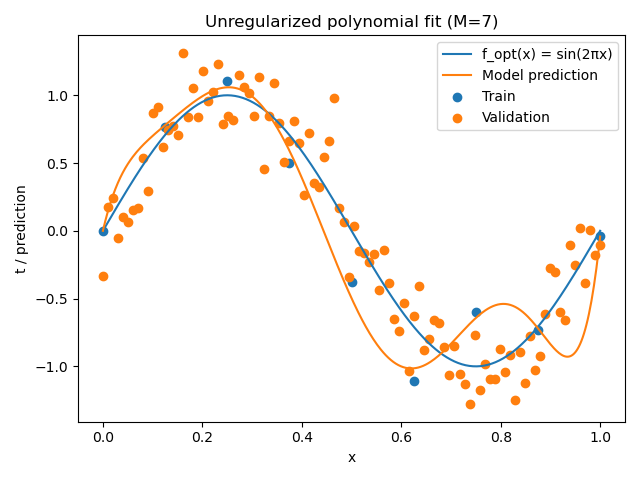 Unregularized polynomial fit (M=7)
f_opt(x) = sin(2πx)
Model prediction
Train
Validation
t / prediction
1.0
0.5
0.0
−0.5
−1.0
0.0 0.2 0.4 0.6 0.8 1.0
x